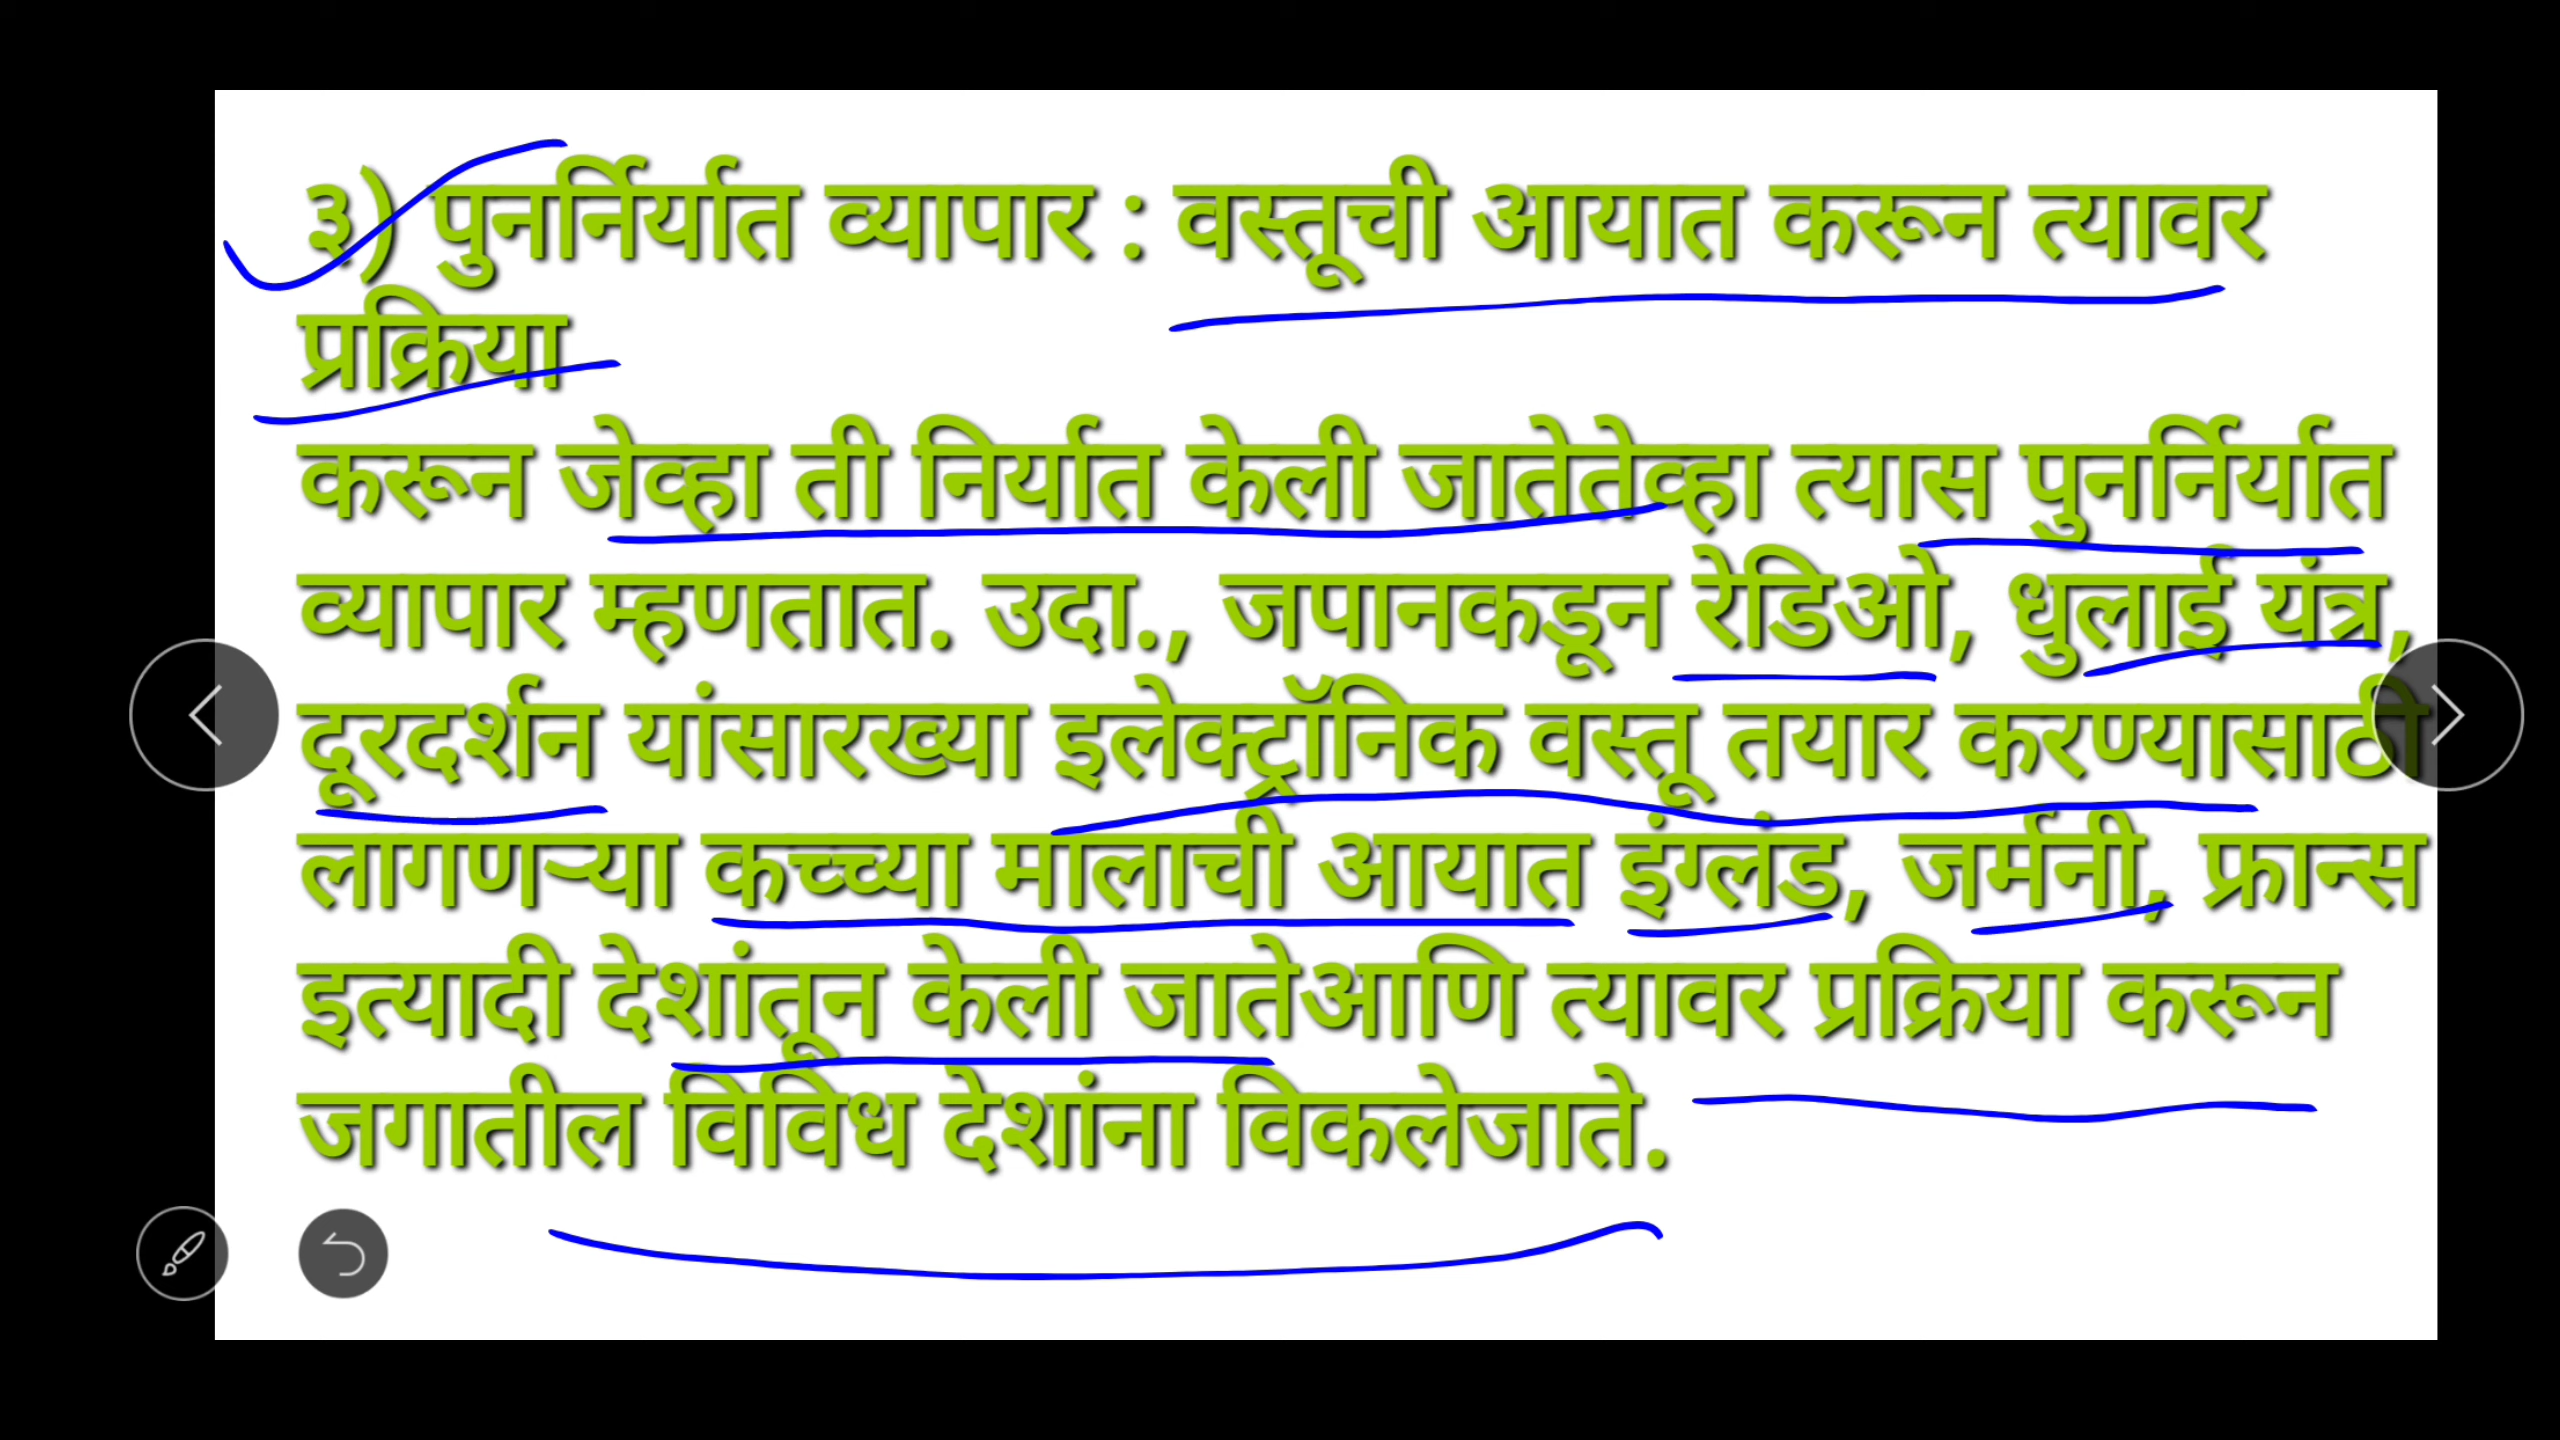 ३) पुनर्निर्यात व्यापार : वस्तूची आयात करून त्यावर
प्रक्रिया
करून जेव्हा ती निर्यात केली जातेतेव्हा त्यास पुनर्निर्यात
व्यापार म्हणतात. उदा., जपानकडून रेडिओ, धुलाई यंत्र,
दूरदर्शन यांसारख्या इलेक्ट्रॉनिक वस्तू तयार करण्यासाठी
लागणाऱ्या कच्च्या मालाची आयात इंग्लंड, जर्मनी, फ्रान्स
इत्यादी देशांतून केली जातेआणि त्यावर प्रक्रिया करून
जगातील विविध देशांना विकलेजाते.